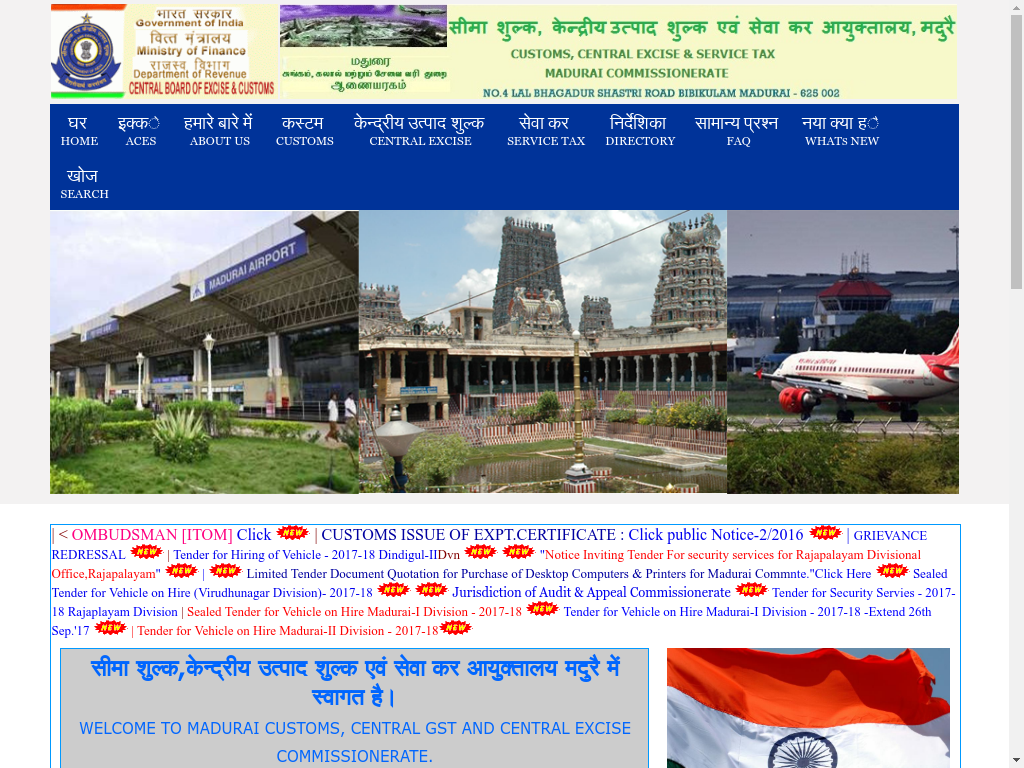 भारत सरकार
Government of India
वित्त मंत्रालय
Ministry of Finance
राजस्व विभाग
Department of Revenue
CENTRAL BOARD OF EXCISE & CUSTOMS
மதுரை
சுங்கம், கலால் மற்றும் சேவை வரி துறை
ஆணையரகம்
सीमा शुल्क, केन्द्रीय उत्पाद शुल्क एवं सेवा कर आयुक्तालय, मदुरै
CUSTOMS, CENTRAL EXCISE & SERVICE TAX
MADURAI COMMISSIONERATE
NO.4 LAL BHAGADUR SHASTRI ROAD BIBIKULAM MADURAI - 625 002
घर इक्कै हमारे बारे में कस्टम केन्द्रीय उत्पाद शुल्क सेवा कर निर्देशिका सामान्य प्रश्न नया क्या है
HOME ACES ABOUT US CUSTOMS CENTRAL EXCISE SERVICE TAX DIRECTORY FAQ WHATs NEW
खोज
SEARCH
MADURAI AIRPORT
| < OMBUDSMAN [ITOM] Click NEW | CUSTOMS ISSUE OF EXPT.CERTIFICATE : Click public Notice-2/2016 NEW | GRIEVANCE
REDRESSAL NEW | Tender for Hiring of Vehicle - 2017-18 Dindigul-IIDvn NEW NEW "Notice Inviting Tender For security services for Rajapalayam Divisional
Office,Rajapalayam" NEW | NEW Limited Tender Document Quotation for Purchase of Desktop Computers & Printers for Madurai Commnte."Click Here NEW Sealed
Tender for Vehicle on Hire (Virudhunagar Division)- 2017-18 NEW NEW Jurisdiction of Audit & Appeal Commissionerate NEW Tender for Security Servies - 2017-
18 Rajaplayam Division | Sealed Tender for Vehicle on Hire Madurai-I Division - 2017-18 NEW Tender for Vehicle on Hire Madurai-I Division - 2017-18 -Extend 26th
Sep.'17 NEW | Tender for Vehicle on Hire Madurai-II Division - 2017-18 NEW
सीमा शुल्क,केन्द्रीय उत्पाद शुल्क एवं सेवा कर आयुक्तालय मदुरै में
स्वागत है।
WELCOME TO MADURAI CUSTOMS, CENTRAL GST AND CENTRAL EXCISE
COMMISSIONERATE.